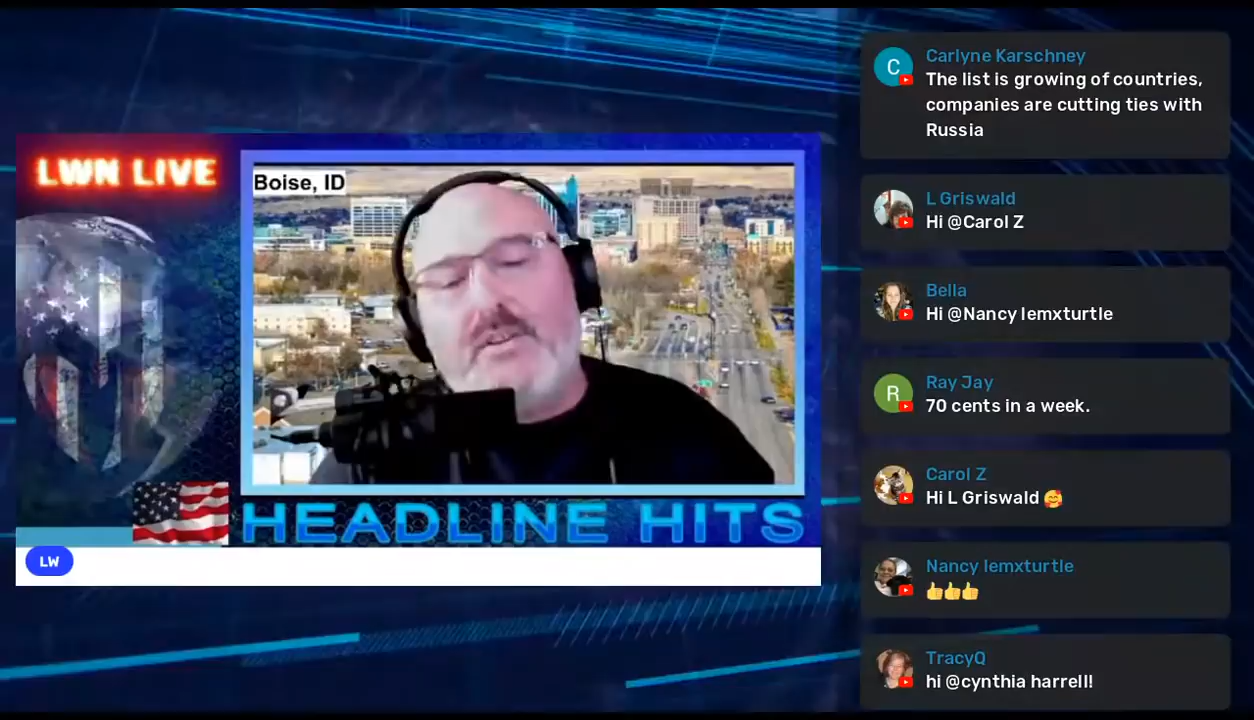 LWN LIVE
Boise, ID
HEADLINE HITS
LW
C
Carlyne Karschney
The list is growing of countries,
companies are cutting ties with
Russia
L Griswald
Hi @Carol Z
Bella
Hi @Nancy lemxturtle
R
Ray Jay
70 cents in a week.
Carol Z
Hi L Griswald 🥰
Nancy lemxturtle
👍👍👍
TracyQ
hi @cynthia harrell!